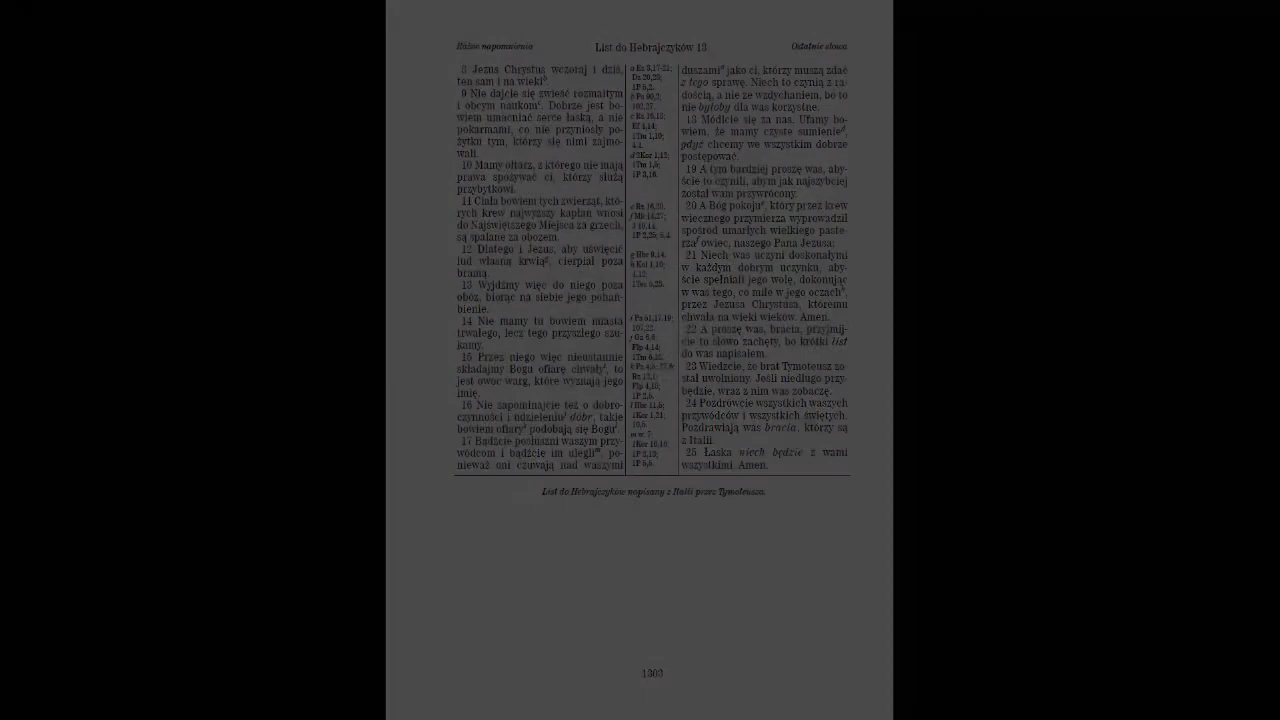 Różne napomnienia
List do Hebrajczyków 13
Ostatnie słowa
8 Jezus Chrystus wczoraj i dziś,
ten sam i na wieki
9 Nie dajcie się zwieść rozmaitym
i obcym naukom. Dobrze jest bo-
wiem umacniać serce łaską, a nie
pokarmami, co nie przyniosły po-
żytku tym, którzy się nimi zajmo-
wali.
10 Mamy ołtarz, z którego nie mają
prawa spożywać ci, którzy służą
przybytkowi.
11 Ciała bowiem tych zwierząt, któ-
rych krew najwyższy kapłan wnosi
do Najświętszego Miejsca za grzech,
są spalane za obozem.
12 Dlatego i Jezus, aby uświęcić
lud własną krwią, cierpiał poza
bramą.
13 Wyjdźmy więc do niego poza
obóz, biorąc na siebie jego pohań-
bienie.
14 Nie mamy tu bowiem miasta
trwałego, lecz tego przyszłego szu-
kamy.
15 Przez niego więc nieustannie
składajmy Bogu ofiarę chwały, to
jest owoc warg, które wyznają jego
imię.
16 Nie zapominajcie też o dobro-
czynności i udzielaniu dóbr, takie
bowiem ofiary podobają się Bogu.
17 Bądźcie posłuszni waszym przy-
wódcom i bądźcie im ulegli, po-
nieważ oni czuwają nad waszymi
duszami jako ci, którzy muszą zdać
z tego sprawę. Niech to czynią z ra-
dością, a nie ze wzdychaniem, bo to
nie byłoby dla was korzystne.
18 Módlcie się za nas. Ufamy bo-
wiem, że mamy czyste sumienie,
gdyż chcemy we wszystkim dobrze
postępować.
19 A tym bardziej proszę was, aby-
ście to czynili, abym jak najszybciej
został wam przywrócony.
20 A Bóg pokoju, który przez krew
wiecznego przymierza wyprowadził
spośród umarłych wielkiego paste-
rza owiec, naszego Pana Jezusa;
21 Niech was uczyni doskonałymi
w każdym dobrym uczynku, aby-
ście spełniali jego wolę, dokonując
w was tego, co miłe w jego oczach,
przez Jezusa Chrystusa, któremu
chwała na wieki wieków. Amen.
22 A proszę was, bracia, przyjmij-
cie to słowo zachęty, bo krótki list
do was napisałem.
23 Wiedzcie, że brat Tymoteusz zo-
stał uwolniony. Jeśli niedługo przy-
będzie, wraz z nim was zobaczę.
24 Pozdrówcie wszystkich waszych
przywódców i wszystkich świętych.
Pozdrawiają was bracia, którzy są
z Italii.
25 Łaska niech będzie z wami
wszystkimi. Amen.
List do Hebrajczyków napisany z Italii przez Tymoteusza.
1303